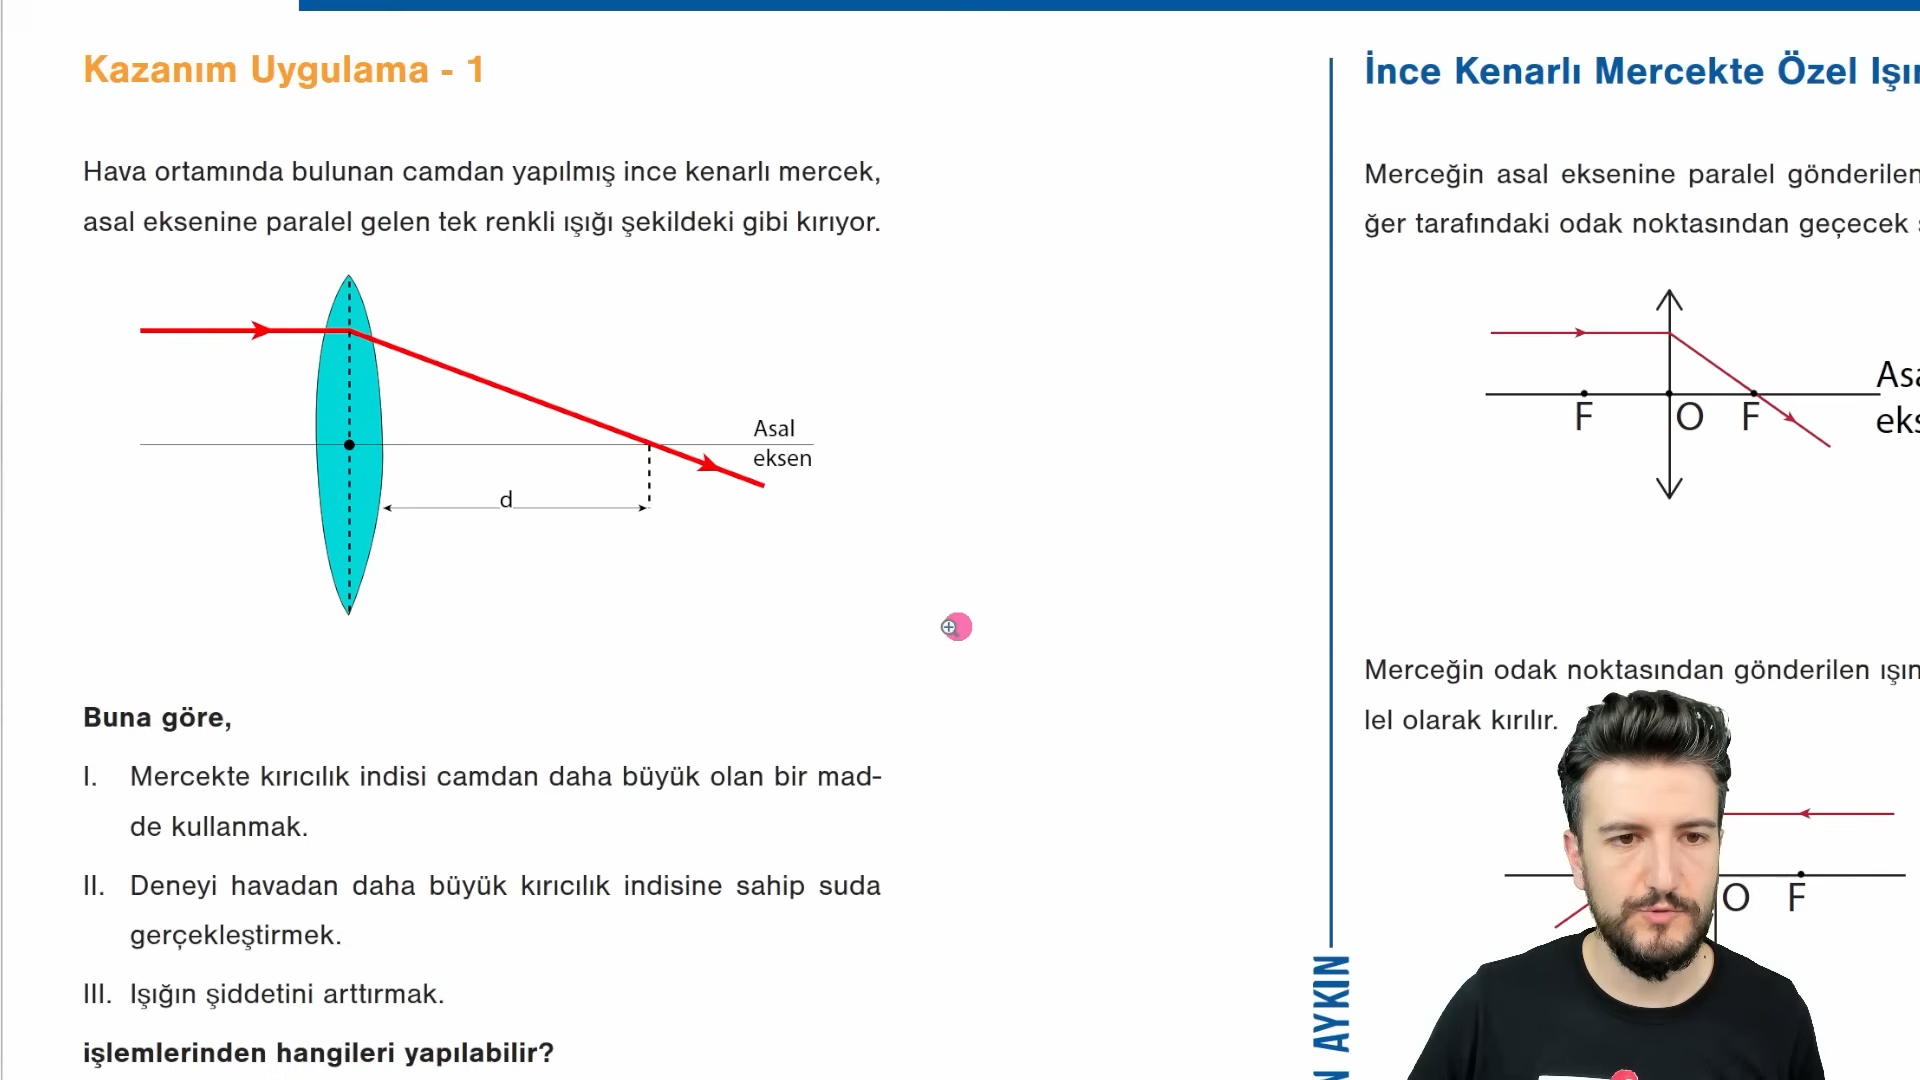 Kazanım Uygulama - 1
Hava ortamında bulunan camdan yapılmış ince kenarlı mercek,
asal eksenine paralel gelen tek renkli ışığı şekildeki gibi kırıyor.
Asal
eksen
d
Buna göre,
I. Mercekte kırıcılık indisi camdan daha büyük olan bir mad-
de kullanmak.
II. Deneyi havadan daha büyük kırıcılık indisine sahip suda
gerçekleştirmek.
III. Işığın şiddetini arttırmak.
işlemlerinden hangileri yapılabilir?
İnce Kenarlı Mercekte Özel
Merceğin asal eksenine paralel gönderilen
ğer tarafındaki odak noktasından geçecek
F O F
Merceğin odak noktasından gönderilen
lel olarak kırılır.
O F
AYKIN